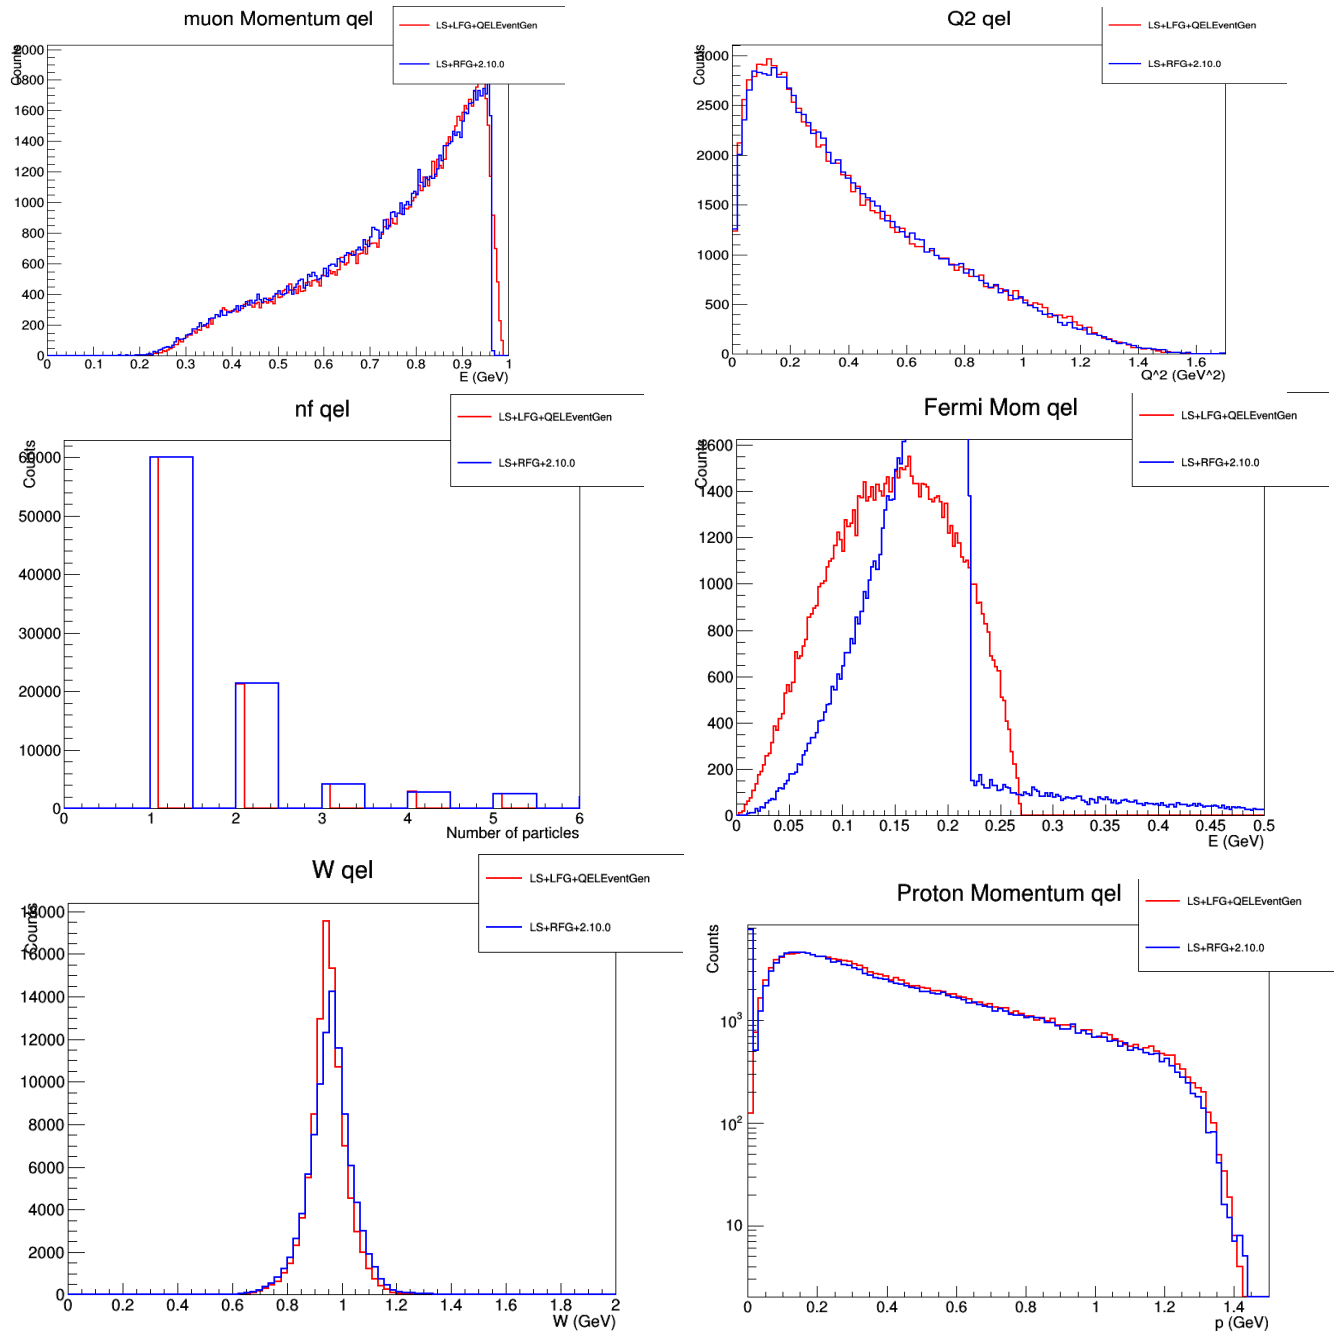 muon Momentum qel
LS+LFG+QELEventGen
LS+RFG+2.10.0
Counts
2000
1800
1600
1400
1200
1000
800
600
400
200
0
0 0.1 0.2 0.3 0.4 0.5 0.6 0.7 0.8 0.9 1
E (GeV)
Q2 qel
LS+LFG+QELEventGen
LS+RFG+2.10.0
Counts
3000
2500
2000
1500
1000
500
0
0 0.2 0.4 0.6 0.8 1 1.2 1.4 1.6
Q^2 (GeV^2)
nf qel
LS+LFG+QELEventGen
LS+RFG+2.10.0
Counts
60000
50000
40000
30000
20000
10000
0
0 1 2 3 4 5 6
Number of particles
Fermi Mom qel
LS+LFG+QELEventGen
LS+RFG+2.10.0
Counts
1600
1400
1200
1000
800
600
400
200
0
0 0.05 0.1 0.15 0.2 0.25 0.3 0.35 0.4 0.45 0.5
E (GeV)
W qel
LS+LFG+QELEventGen
LS+RFG+2.10.0
Counts
18000
16000
14000
12000
10000
8000
6000
4000
2000
0
0 0.2 0.4 0.6 0.8 1 1.2 1.4 1.6 1.8 2
W (GeV)
Proton Momentum qel
LS+LFG+QELEventGen
LS+RFG+2.10.0
Counts
10³
10²
10
0 0.2 0.4 0.6 0.8 1 1.2 1.4
p (GeV)